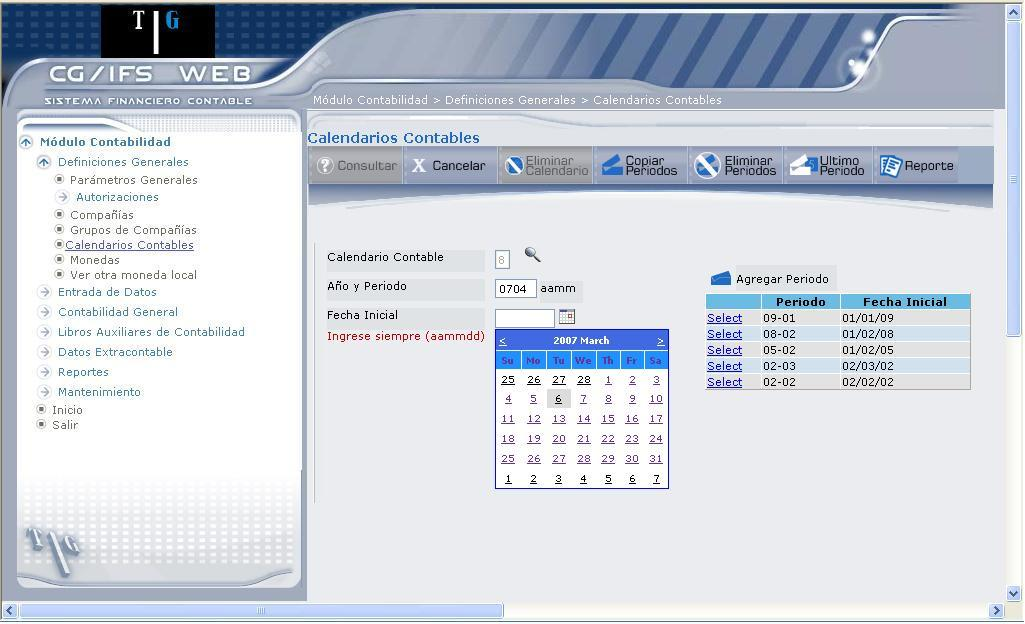 T G
CG/IFS WEB
SISTEMA FINANCIERO CONTABLE
Módulo Contabilidad > Definiciones Generales > Calendarios Contables
Módulo Contabilidad
Definiciones Generales
Parámetros Generales
Autorizaciones
Compañías
Grupos de Compañías
Calendarios Contables
Monedas
Ver otra moneda local
Entrada de Datos
Contabilidad General
Libros Auxiliares de Contabilidad
Datos Extracontable
Reportes
Mantenimiento
Inicio
Salir
T G
Calendarios Contables
? Consultar
X Cancelar
Eliminar
Calendario
Copiar
Periodos
Eliminar
Periodos
Ultimo
Periodo
Reporte
Calendario Contable 8
Año y Periodo 0704 aamm
Fecha Inicial
Ingrese siempre (aammdd)
< 2007 March >
Su Mo Tu We Th Fr Sa
25 26 27 28 1 2 3
4 5 6 7 8 9 10
11 12 13 14 15 16 17
18 19 20 21 22 23 24
25 26 27 28 29 30 31
1 2 3 4 5 6 7
Agregar Periodo
Periodo Fecha Inicial
Select 09-01 01/01/09
Select 08-02 01/02/08
Select 05-02 01/02/05
Select 02-03 02/03/02
Select 02-02 02/02/02